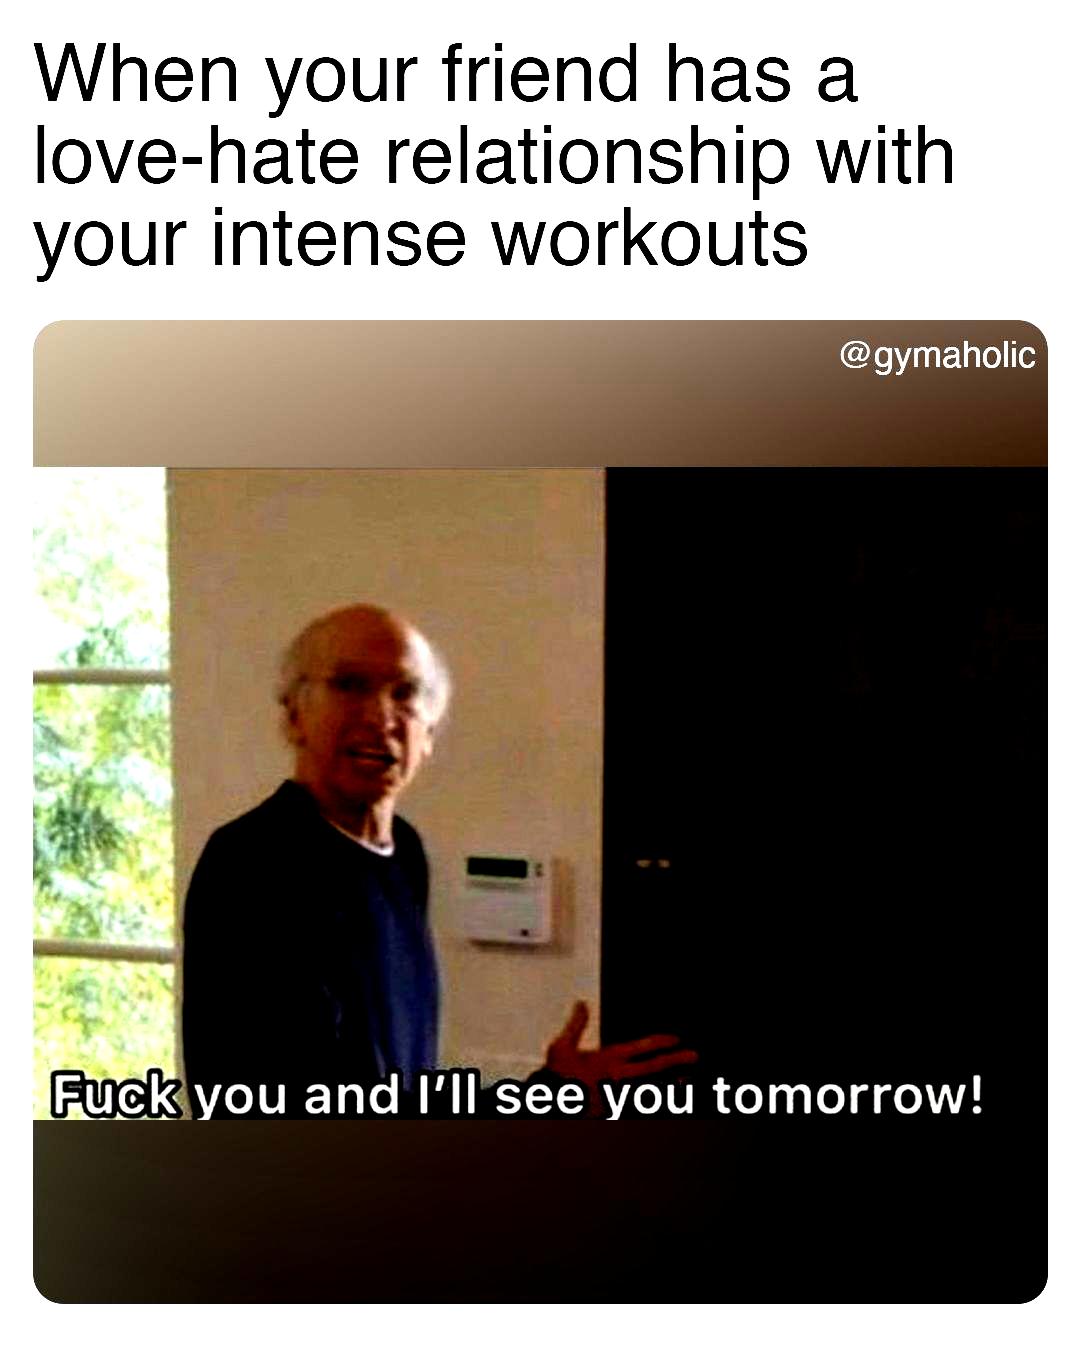 When your friend has a
love-hate relationship with
your intense workouts
@gymaholic
Fuck you and I'll see you tomorrow!